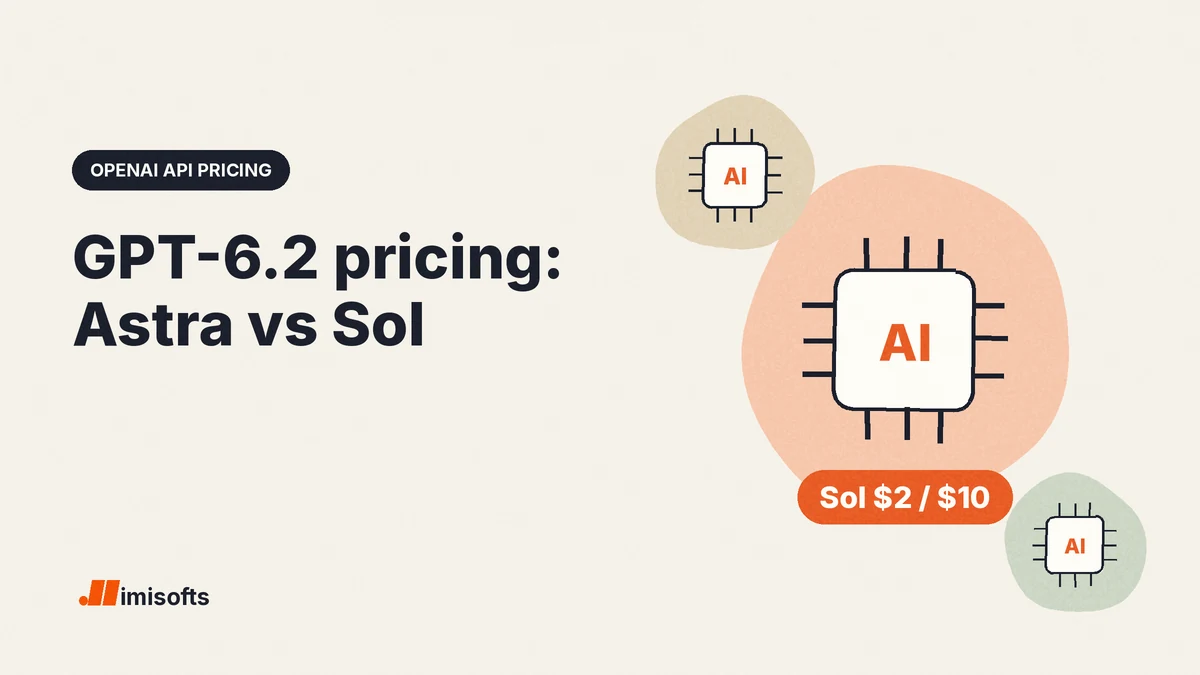 OPENAI API PRICING
GPT-6.2 pricing:
Astra vs Sol
AI
AI
Sol $2 / $10
AI
imisofts